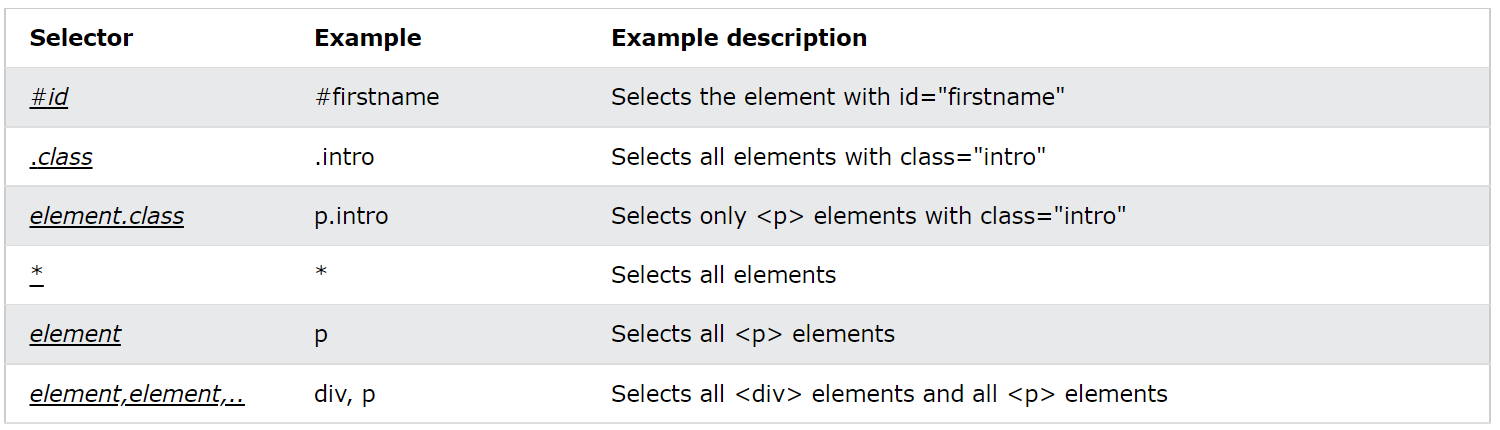 Selector Example Example description
#id #firstname Selects the element with id="firstname"
.class .intro Selects all elements with class="intro"
element.class p.intro Selects only <p> elements with class="intro"
* * Selects all elements
element p Selects all <p> elements
element,element,.. div, p Selects all <div> elements and all <p> elements